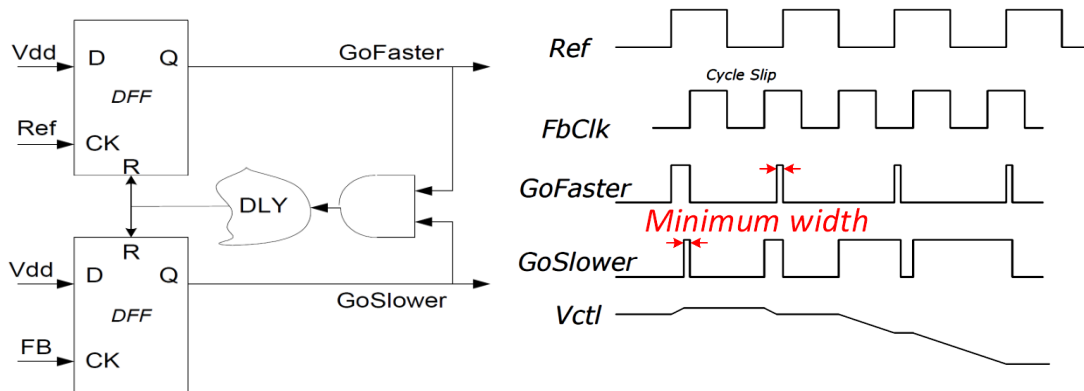 Vdd
D
Q
GoFaster
DFF
Ref
CK
R
DLY
R
Vdd
D
Q
GoSlower
DFF
FB
CK
Ref
Cycle Slip
FbClk
GoFaster
Minimum width
GoSlower
Vctl